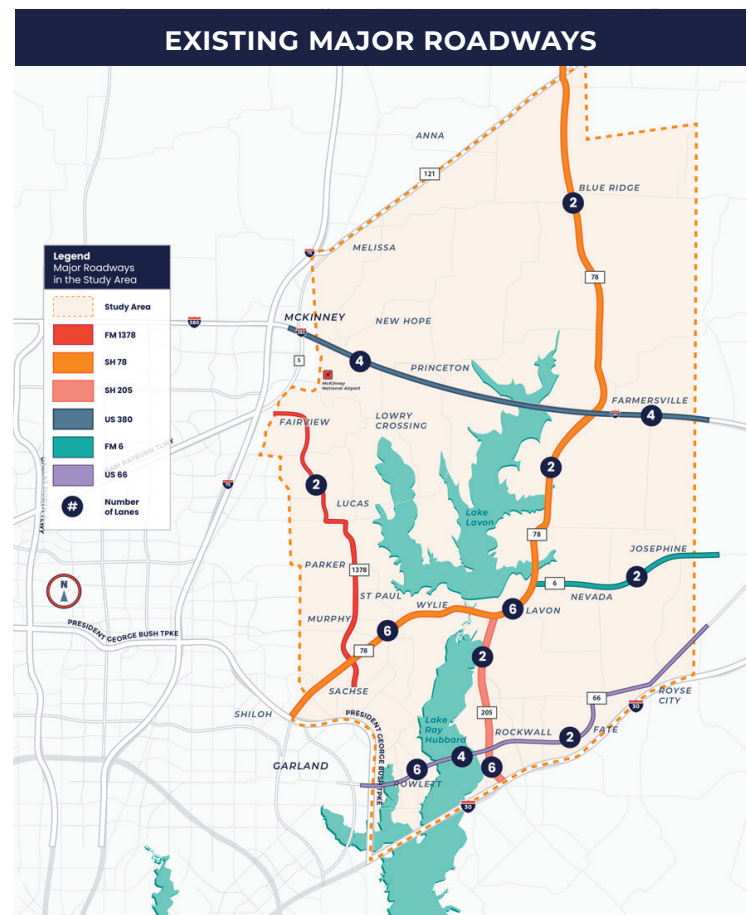 EXISTING MAJOR ROADWAYS
ANNA
121
BLUE RIDGE
2
MELISSA
78
Legend
Major Roadways
in the Study Area
Study Area
FM 1378
SH 78
SH 205
US 380
FM 6
US 66
#
Number
of Lanes
380
MCKINNEY
NEW HOPE
5
4
PRINCETON
McKinney
National Airport
FARMERSVILLE
4
FAIRVIEW
LOWRY
CROSSING
2
2
LUCAS
Lake
Lavon
78
JOSEPHINE
PARKER
1378
6
2
NEVADA
N
ST PAUL
WYLIE
6
LAVON
MURPHY
PRESIDENT GEORGE BUSH TPKE
6
78
2
SACHSE
66
ROYSE
CITY
SHILOH
PRESIDENT GEORGE BUSH TPKE
205
30
Lake
Ray
Hubbard
ROCKWALL
2
FATE
GARLAND
4
6
6
ROWLETT
30